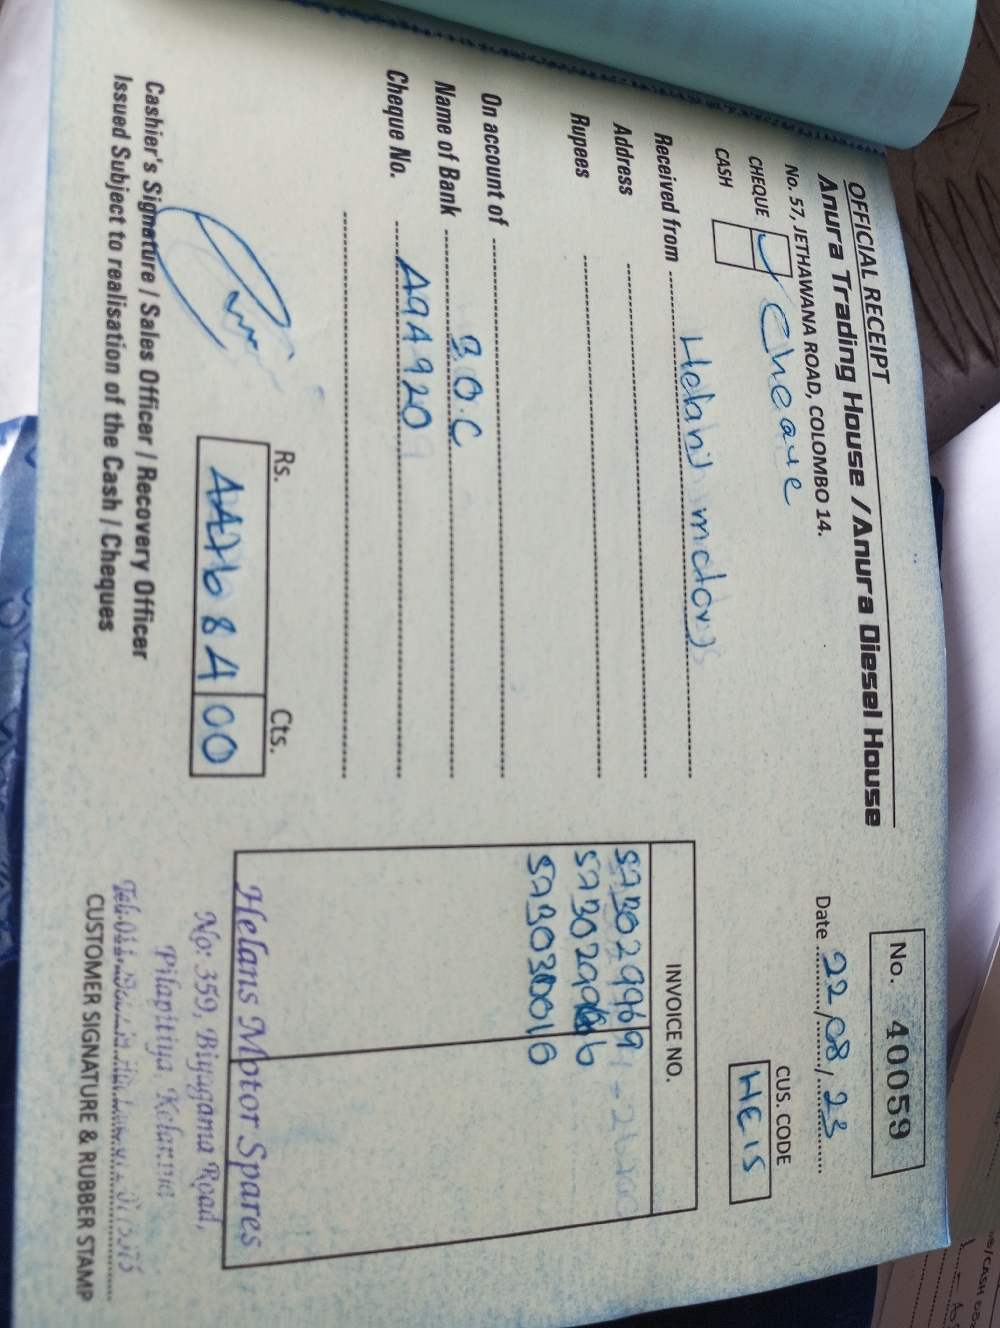 OFFICIAL RECEIPT
Anura Trading House / Anura Diesel House
No. 57, JETHAWANA ROAD, COLOMBO 14.
No. 40059
Date 22/08/23
CHEQUE Cheque
CASH
CUS. CODE
HE15
Received from Helans motors
Address
Rupees
On account of
Name of Bank B.O.C
Cheque No.
INVOICE NO.
Rs. Cts.
00
Helans Motor Spares
No: 359, Biyagama Road,
Pilapitiya, Kelaniya
Cashier's Signature / Sales Officer / Recovery Officer
Issued Subject to realisation of the Cash / Cheques
CUSTOMER SIGNATURE & RUBBER STAMP